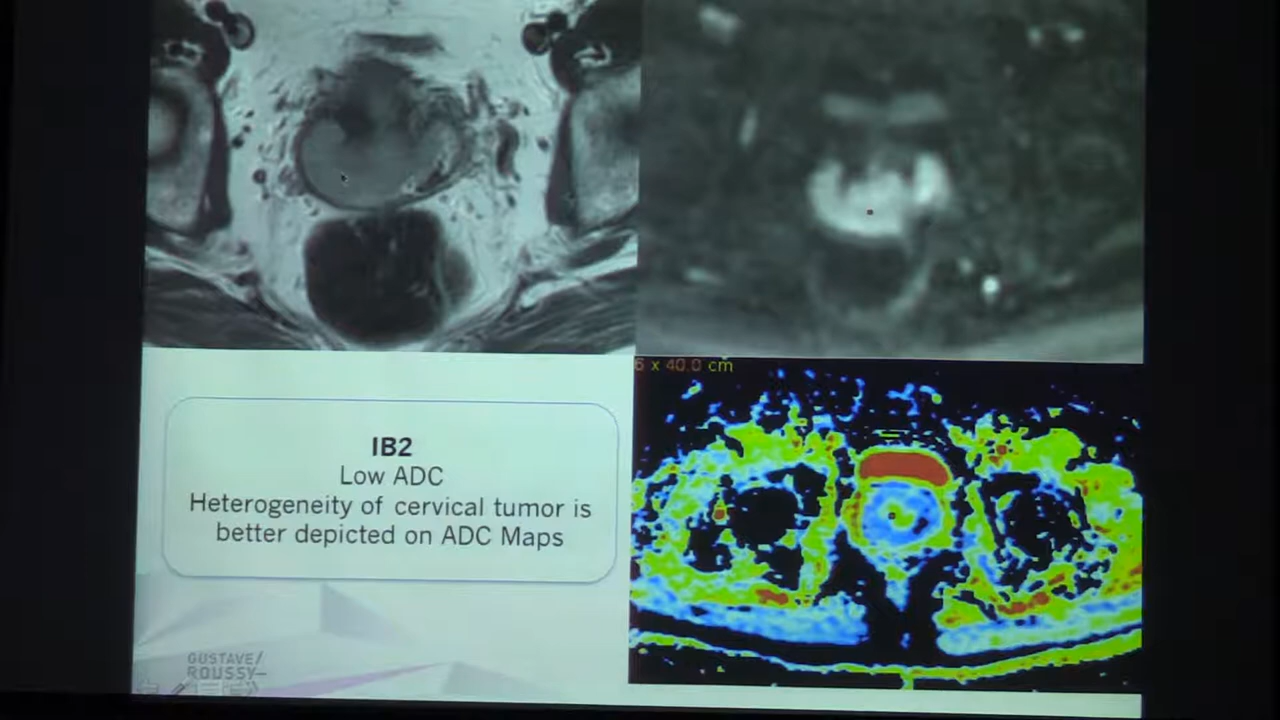 6 x 40.0 cm
IB2
Low ADC
Heterogeneity of cervical tumor is
better depicted on ADC Maps
GUSTAVE/
ROUSSY